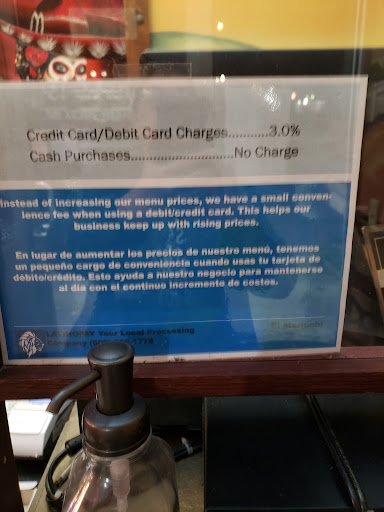 Credit Card/Debit Card Charges..........3.0%
Cash Purchases..........................No Charge
Instead of increasing our menu prices, we have a small conven-
ience fee when using a debit/credit card. This helps our
business keep up with rising prices.
En lugar de aumentar los precios de nuestro menú, tenemos
un pequeño cargo de conveniencia cuando usas tu tarjeta de
débito/crédito. Esto ayuda a nuestro negocio para mantenerse
al día con el continuo incremento de costos.
Your Local Processing
Company